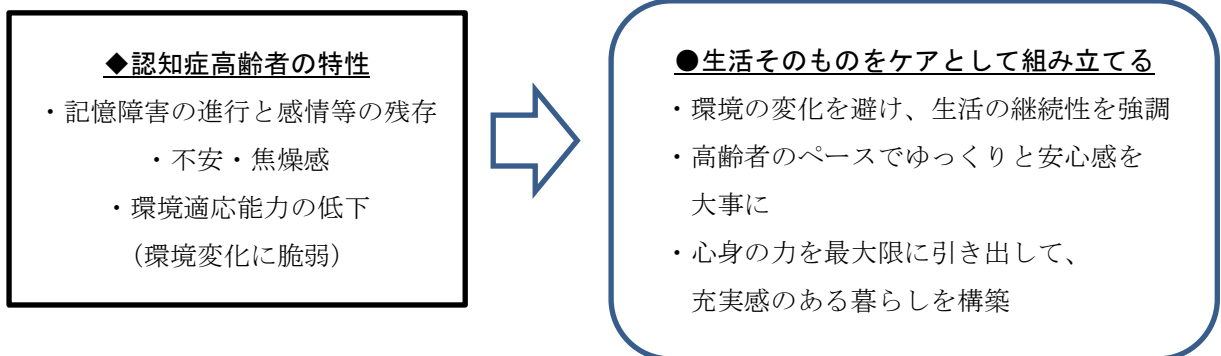 ◆認知症高齢者の特性
・記憶障害の進行と感情等の残存
・不安・焦燥感
・環境適応能力の低下
（環境変化に脆弱）
●生活そのものをケアとして組み立てる
・環境の変化を避け、生活の継続性を強調
・高齢者のペースでゆっくりと安心感を
大事に
・心身の力を最大限に引き出して、
充実感のある暮らしを構築